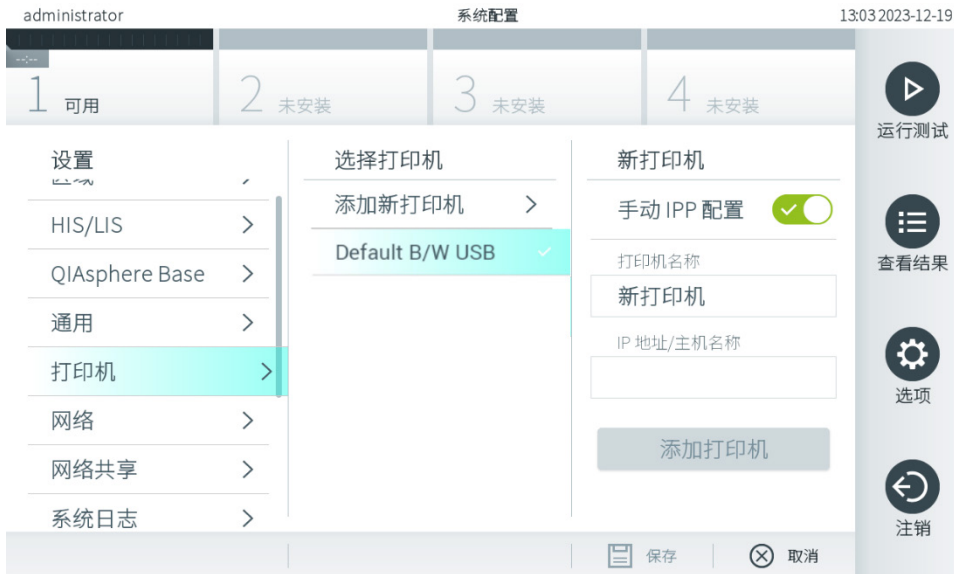 administrator
系统配置
13:03 2023-12-19
--:--
1 可用
2 未安装
3 未安装
4 未安装
运行测试
查看结果
选项
注销
设置
区域
HIS/LIS
QIAsphere Base
通用
打印机
网络
网络共享
系统日志
选择打印机
添加新打印机
Default B/W USB
新打印机
手动 IPP 配置
打印机名称
新打印机
IP 地址/主机名称
添加打印机
保存
取消